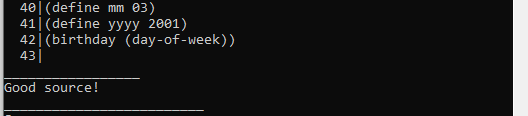 40|(define mm 03)
41|(define yyyy 2001)
42|(birthday (day-of-week))
43|
Good source!